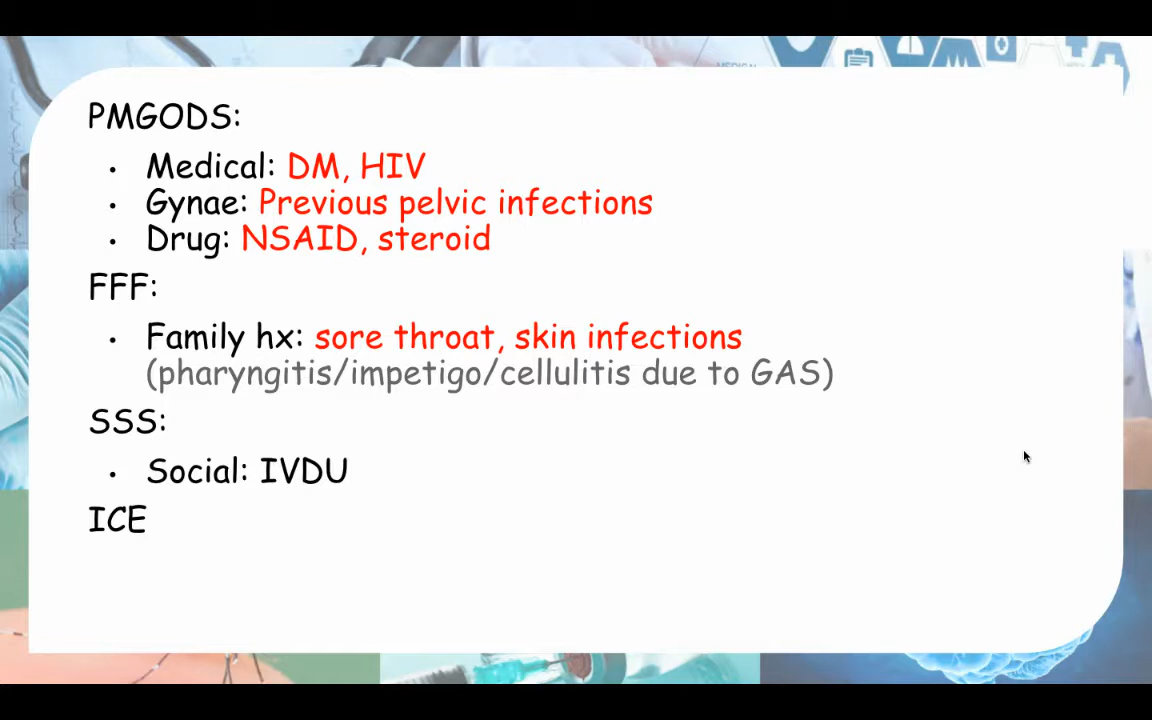 PMGODS:
• Medical: DM, HIV
• Gynae: Previous pelvic infections
• Drug: NSAID, steroid
FFF:
• Family hx: sore throat, skin infections
(pharyngitis/impetigo/cellulitis due to GAS)
SSS:
• Social: IVDU
ICE